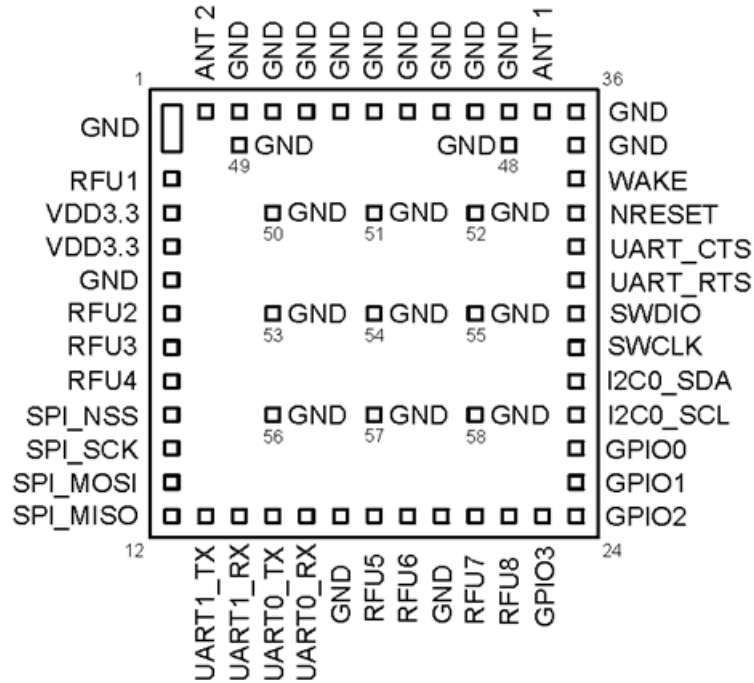 ANT 2
GND
GND
GND
GND
GND
GND
GND
GND
GND
ANT 1
1
36
GND
GND
RFU1
VDD3.3
VDD3.3
GND
RFU2
RFU3
RFU4
SPI_NSS
SPI_SCK
SPI_MOSI
SPI_MISO
GND
GND
49
48
GND
GND
GND
50
51
52
GND
GND
GND
53
54
55
GND
GND
GND
56
57
58
GND
WAKE
NRESET
UART_CTS
UART_RTS
SWDIO
SWCLK
I2C0_SDA
I2C0_SCL
GPIO0
GPIO1
GPIO2
12
24
UART1_TX
UART1_RX
UART0_TX
UART0_RX
GND
RFU5
RFU6
GND
RFU7
RFU8
GPIO3